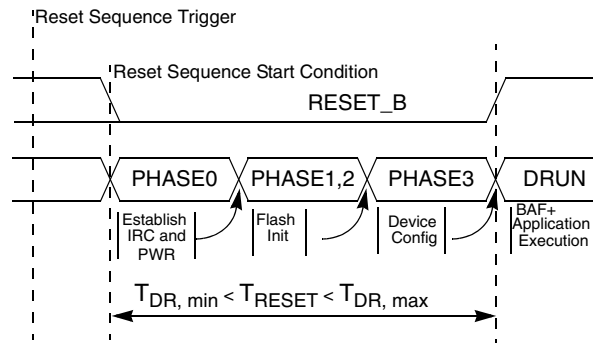 Reset Sequence Trigger
Reset Sequence Start Condition
RESET_B
PHASE0
PHASE1,2
PHASE3
DRUN
Establish
IRC and
PWR
Flash
Init
Device
Config
BAF+
Application
Execution
TDR, min < TRESET < TDR, max